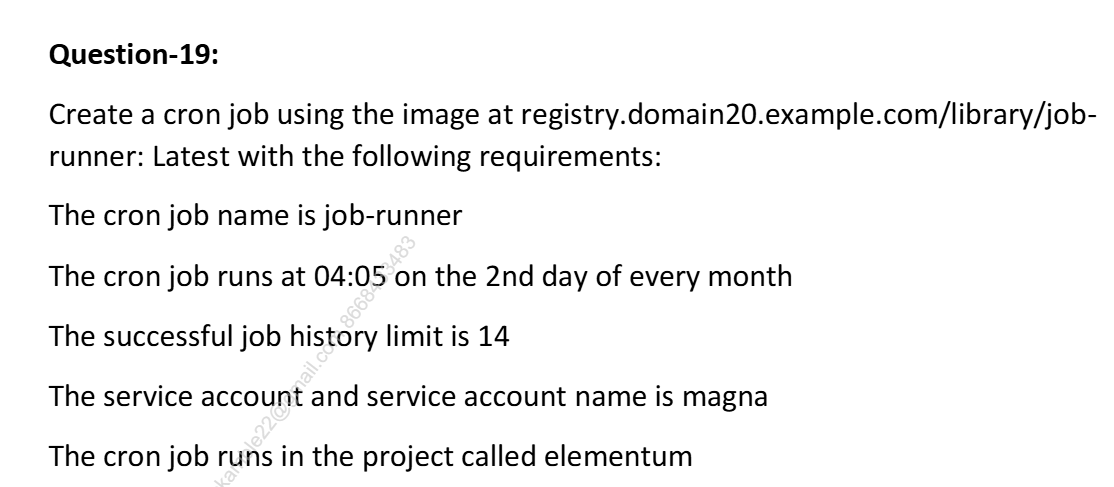 Question-19:
Create a cron job using the image at registry.domain20.example.com/library/job-
runner: Latest with the following requirements:
The cron job name is job-runner
The cron job runs at 04:05 on the 2nd day of every month
The successful job history limit is 14
The service account and service account name is magna
The cron job runs in the project called elementum